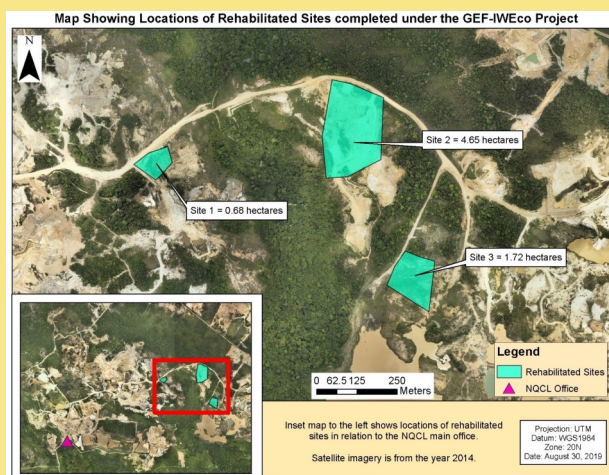 Map Showing Locations of Rehabilitated Sites completed under the GEF-IWEco Project
N
Site 2 = 4.65 hectares
Site 1 = 0.68 hectares
Site 3 = 1.72 hectares
Legend
Rehabilitated Sites
NQCL Office
0 62.5 125 250
Meters
Inset map to the left shows locations of rehabilitated
sites in relation to the NQCL main office.
Satellite imagery is from the year 2014.
Projection: UTM
Datum: WGS1984
Zone: 20N
Date: August 30, 2019